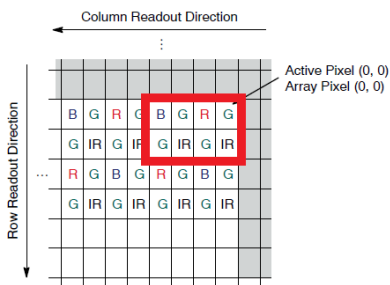 Column Readout Direction
...
Active Pixel (0, 0)
Array Pixel (0, 0)
Row Readout Direction
B G R G B G R G
G IR G IR G IR G IR
...
R G B G R G B G
G IR G IR G IR G IR